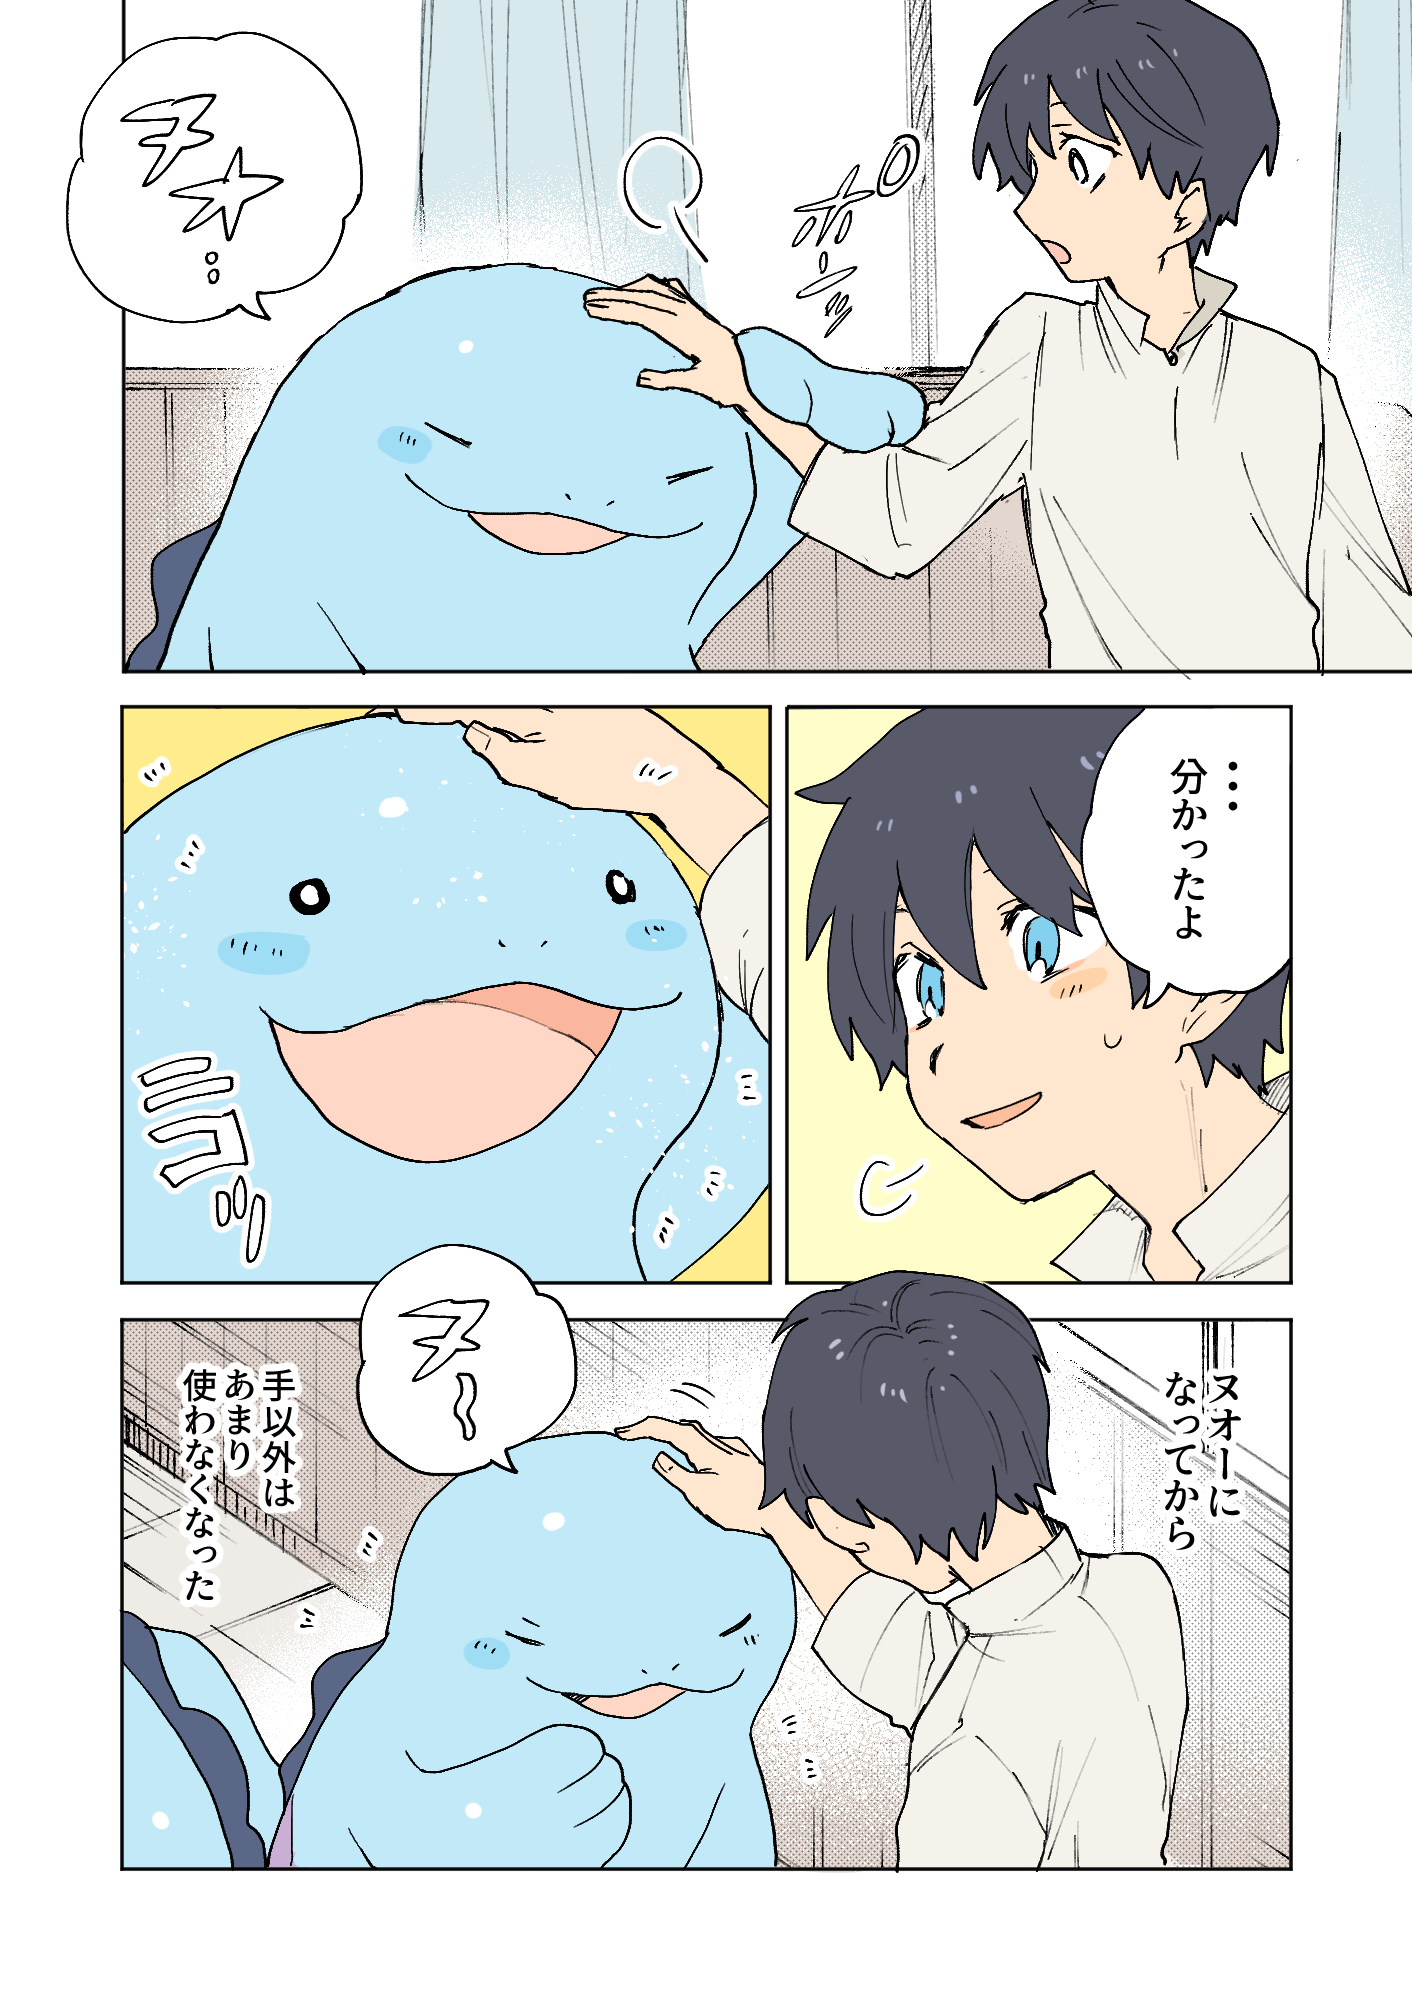 ポンッ
ヌオ…
…分かったよ
ニコッ
ヌオーに
なってから
ヌ～
手以外は
あまり
使わなくなった